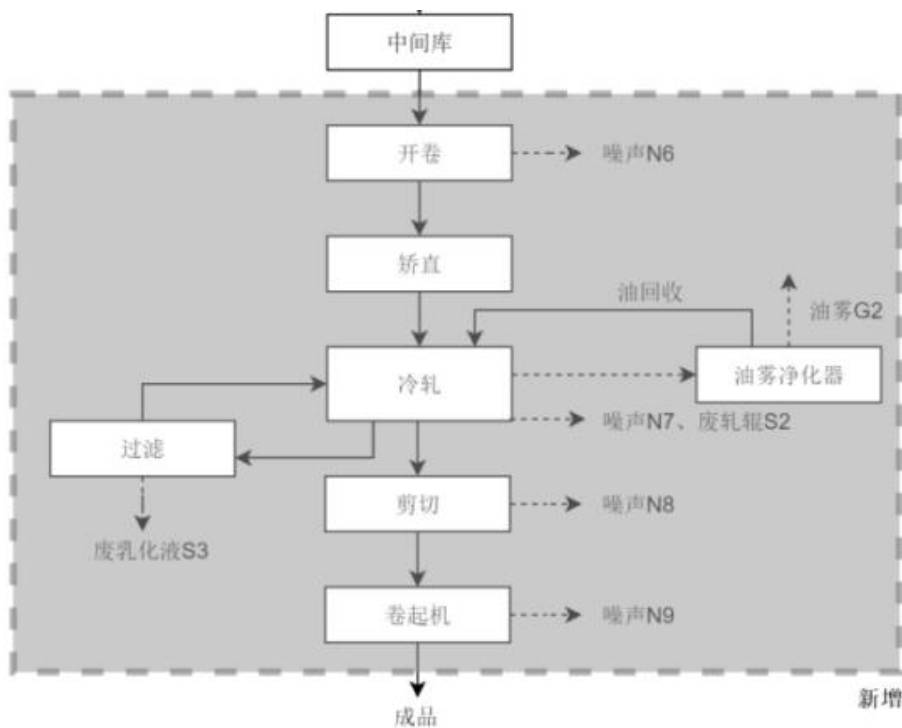 中间库
开卷
噪声N6
矫直
油回收
油雾G2
冷轧
油雾净化器
噪声N7、废轧辊S2
过滤
剪切
噪声N8
废乳化液S3
卷起机
噪声N9
新增
成品